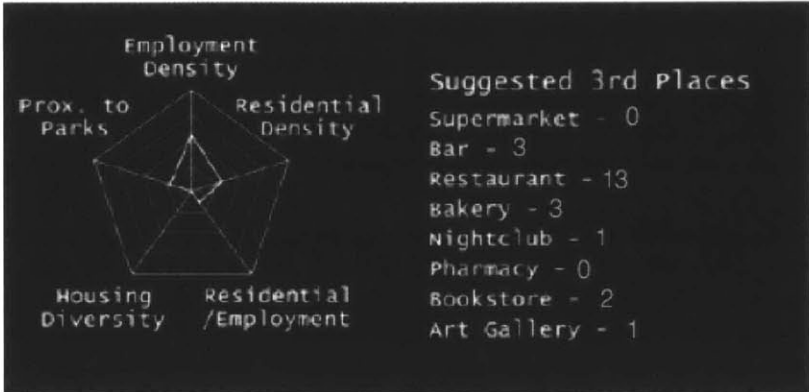 Employment
Density
Prox. to
Parks
Residential
Density
Housing
Diversity
Residential
/Employment
Suggested 3rd Places
Supermarket - 0
Bar - 3
Restaurant - 13
Bakery - 3
Nightclub - 1
Pharmacy - 0
Bookstore - 2
Art Gallery - 1